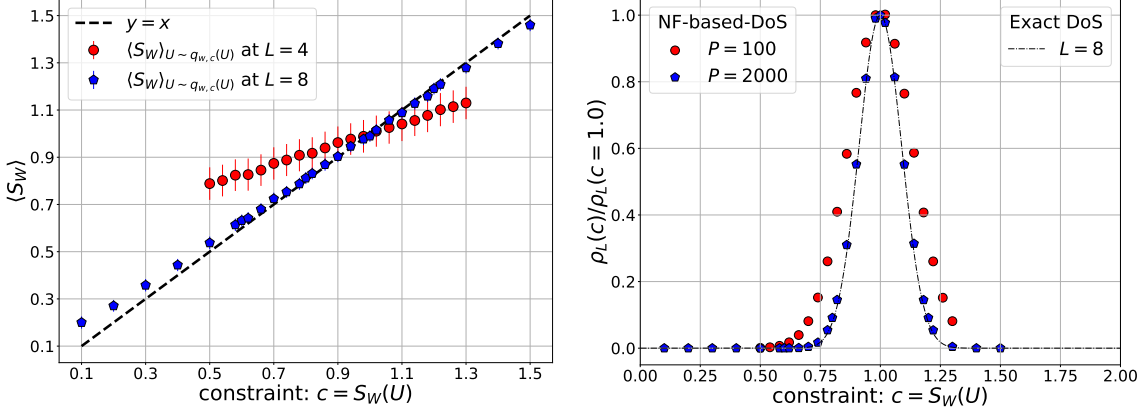 y = x
⟨S_W⟩_{U∼q_{w,c}(U)} at L = 4
⟨S_W⟩_{U∼q_{w,c}(U)} at L = 8
⟨S_W⟩
1.5
1.3
1.1
0.9
0.7
0.5
0.3
0.1
0.1 0.3 0.5 0.7 0.9 1.1 1.3 1.5
constraint: c = S_W(U)
NF-based-DoS
P = 100
P = 2000
Exact DoS
L = 8
ρ_L(c)/ρ_L(c = 1.0)
1.0
0.8
0.6
0.4
0.2
0.0
0.00 0.25 0.50 0.75 1.00 1.25 1.50 1.75 2.00
constraint: c = S_W(U)